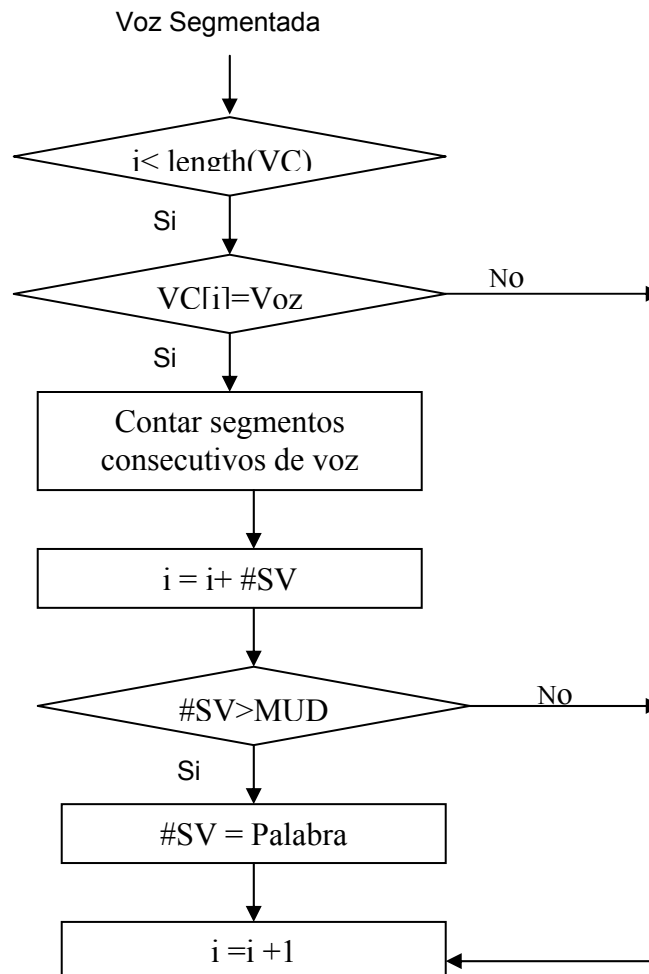 Voz Segmentada
i< length(VC)
Si
VC[i]=Voz
No
Si
Contar segmentos
consecutivos de voz
i = i+ #SV
#SV>MUD
No
Si
#SV = Palabra
i =i +1